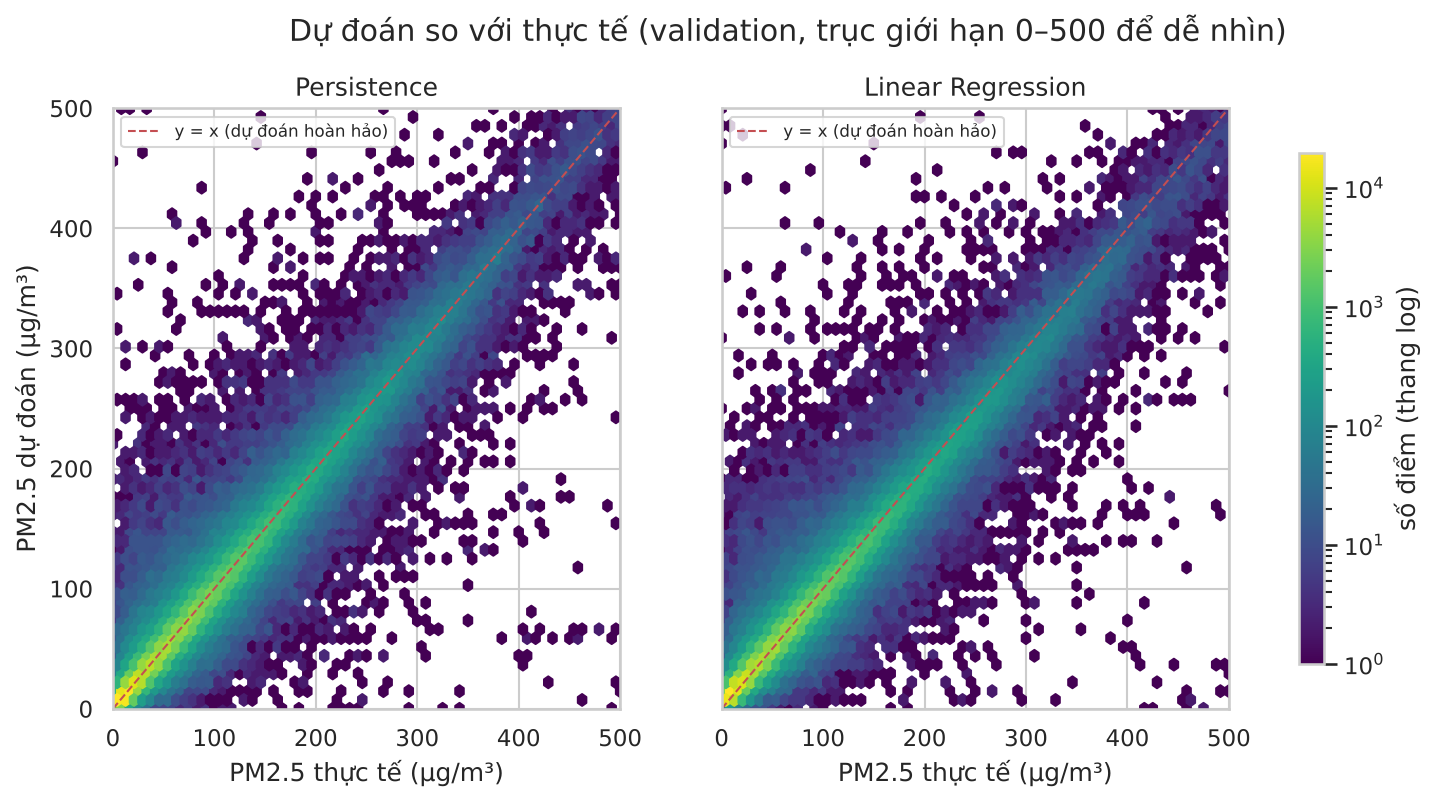 Dự đoán so với thực tế (validation, trục giới hạn 0–500 để dễ nhìn)
Persistence
Linear Regression
y = x (dự đoán hoàn hảo)
y = x (dự đoán hoàn hảo)
PM2.5 dự đoán (µg/m³)
500
400
300
200
100
0
0 100 200 300 400 500
0 100 200 300 400 500
PM2.5 thực tế (µg/m³)
PM2.5 thực tế (µg/m³)
10⁴
10³
10²
10¹
10⁰
số điểm (thang log)